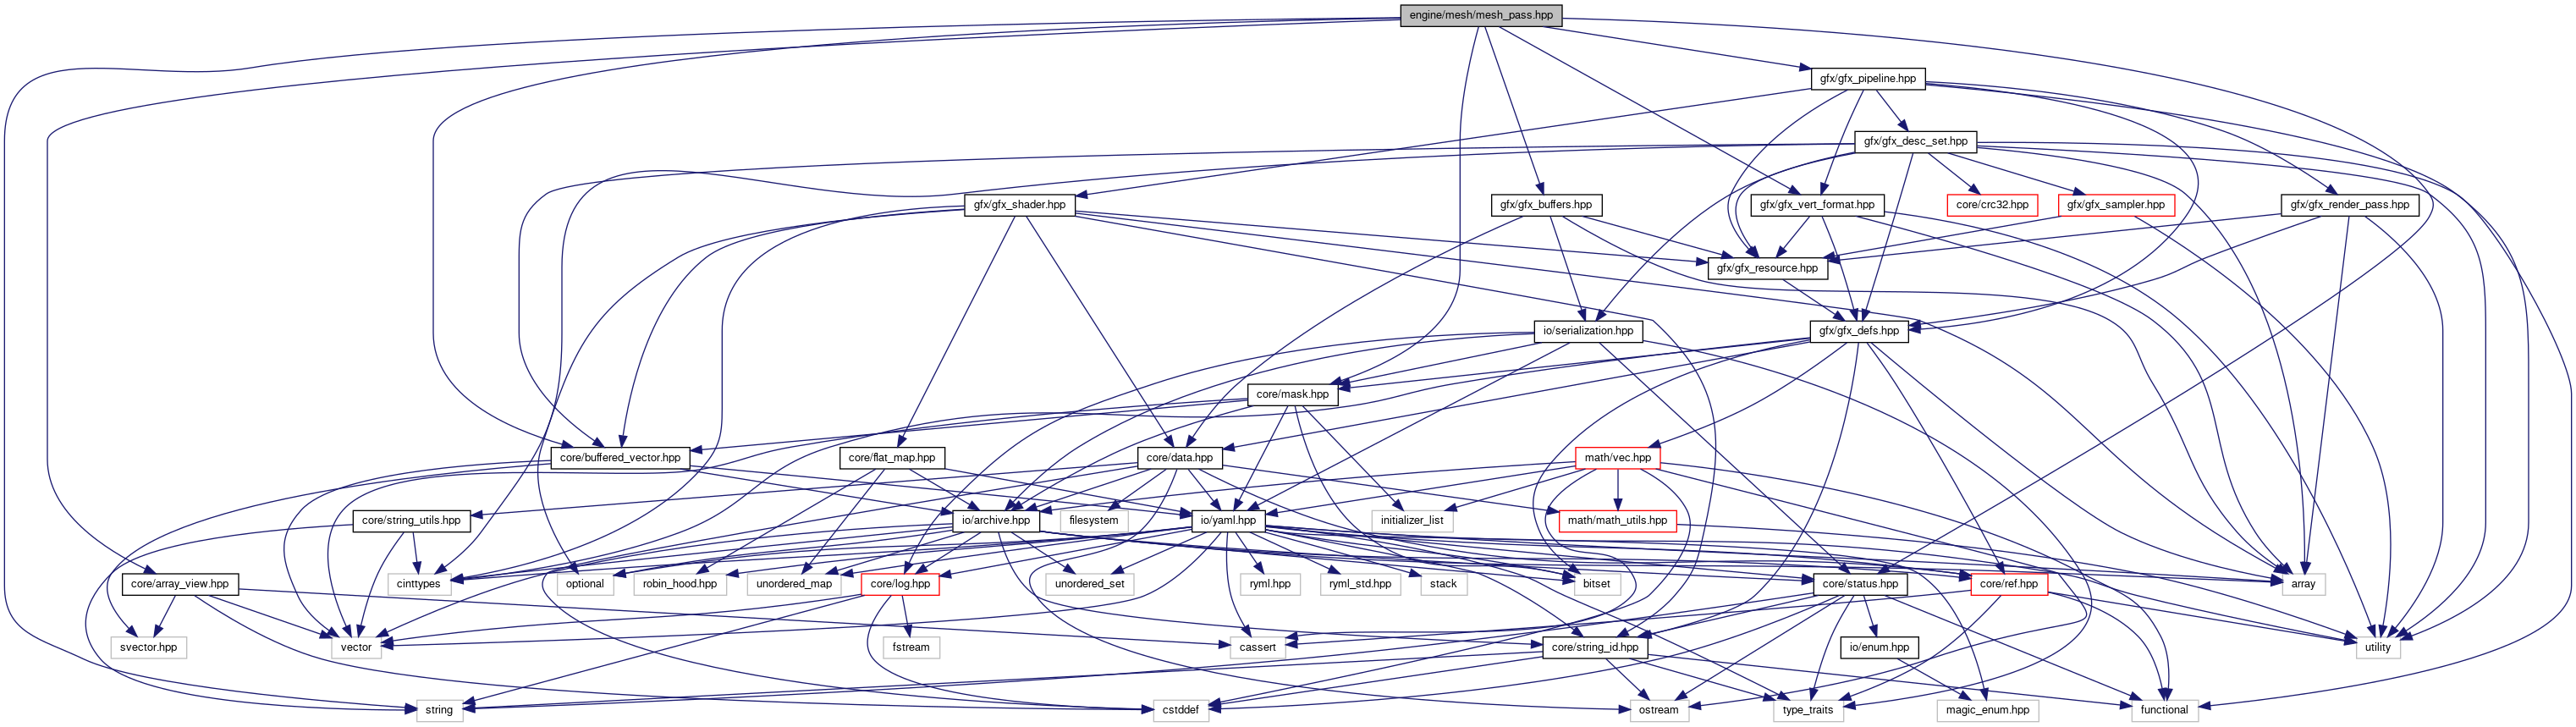 engine/mesh/mesh_pass.hpp
gfx/gfx_pipeline.hpp
gfx/gfx_desc_set.hpp
gfx/gfx_shader.hpp
gfx/gfx_buffers.hpp
gfx/gfx_vert_format.hpp
core/crc32.hpp
gfx/gfx_sampler.hpp
gfx/gfx_render_pass.hpp
gfx/gfx_resource.hpp
io/serialization.hpp
gfx/gfx_defs.hpp
core/mask.hpp
core/buffered_vector.hpp
core/flat_map.hpp
core/data.hpp
math/vec.hpp
core/string_utils.hpp
io/archive.hpp
filesystem
io/yaml.hpp
initializer_list
math/math_utils.hpp
core/array_view.hpp
cinttypes
optional
robin_hood.hpp
unordered_map
core/log.hpp
unordered_set
ryml.hpp
ryml_std.hpp
stack
bitset
core/status.hpp
core/ref.hpp
array
svector.hpp
vector
fstream
cassert
core/string_id.hpp
io/enum.hpp
utility
string
cstddef
ostream
type_traits
magic_enum.hpp
functional